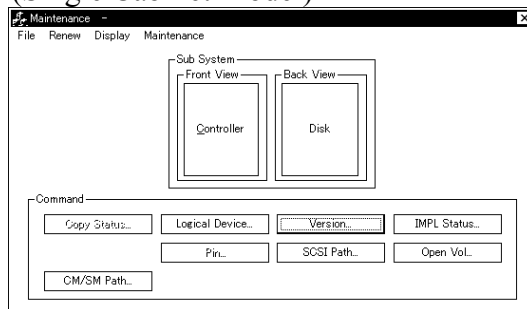 Maintenance -
File Renew Display Maintenance
Sub System
Front View Back View
Controller Disk
Command
Copy Status... Logical Device... Version... IMPL Status...
Pin... SCSI Path... Open Vol...
CM/SM Path...